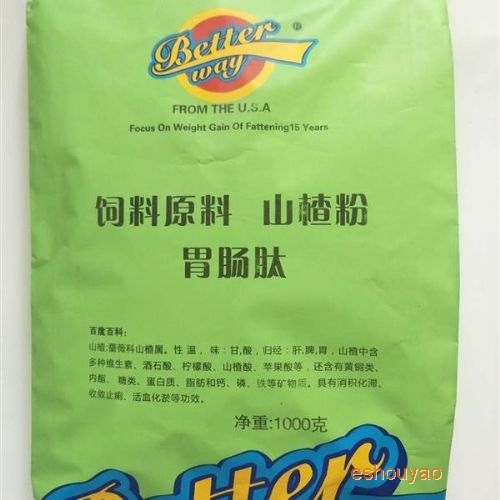 Better
way
®
FROM THE U.S.A
Focus On Weight Gain Of Fattening15 Years
饲料原料 山楂粉
胃肠肽
百度百科:
山楂;蔷薇科山楂属。性温，味:甘,酸，归经:肝,脾,胃，山楂中含
多种维生素、酒石酸、柠檬酸、山楂酸、苹果酸等，还含有黄铜类、
内酯、糖类、蛋白质、脂肪和钙、磷、铁等矿物质。具有消积化滞、
收敛止痢、活血化淤等功效。
净重:1000克
eshouyao
Better